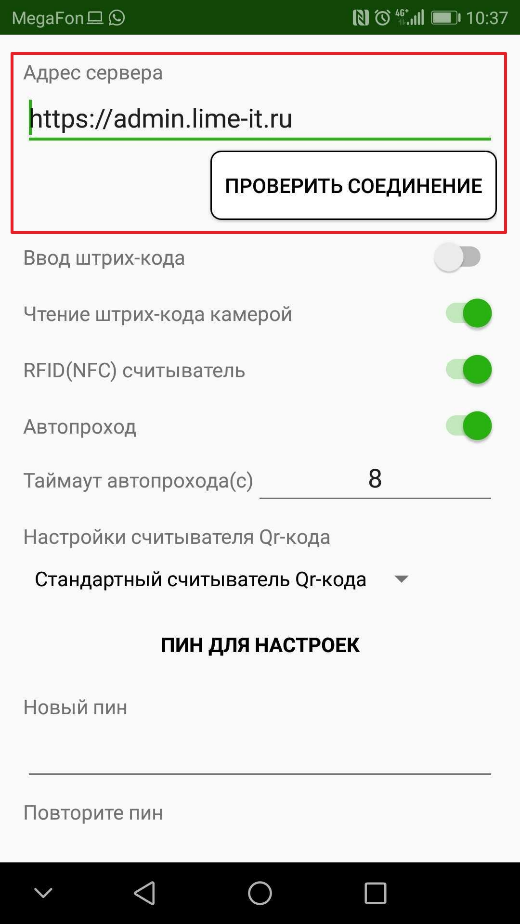 MegaFon 4G+ 10:37
Адрес сервера
https://admin.lime-it.ru
ПРОВЕРИТЬ СОЕДИНЕНИЕ
Ввод штрих-кода
Чтение штрих-кода камерой
RFID(NFC) считыватель
Автопроход
Таймаут автопрохода(с) 8
Настройки считывателя Qr-кода
Стандартный считыватель Qr-кода
ПИН ДЛЯ НАСТРОЕК
Новый пин
Повторите пин